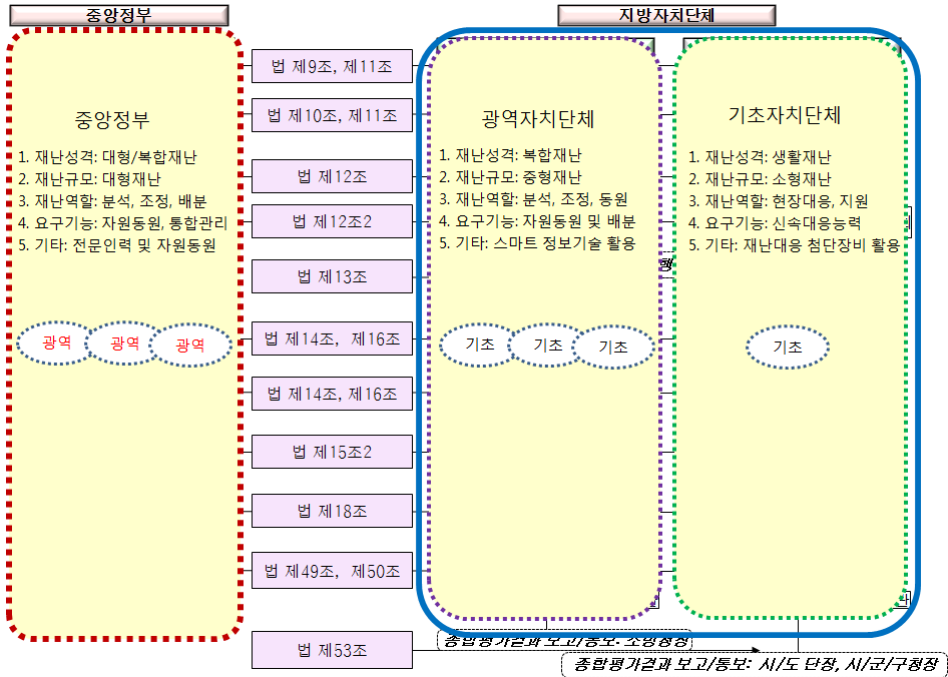 중앙정부
지방자치단체
중앙정부
1. 재난성격: 대형/복합재난
2. 재난규모: 대형재난
3. 재난역할: 분석, 조정, 배분
4. 요구기능: 자원동원, 통합관리
5. 기타: 전문인력 및 자원동원
광역
광역
광역
법 제9조, 제11조
법 제10조, 제11조
법 제12조
법 제12조2
법 제13조
법 제14조, 제16조
법 제14조, 제16조
법 제15조2
법 제18조
법 제49조, 제50조
법 제53조
광역자치단체
1. 재난성격: 복합재난
2. 재난규모: 중형재난
3. 재난역할: 분석, 조정, 동원
4. 요구기능: 자원동원 및 배분
5. 기타: 스마트 정보기술 활용
기초
기초
기초
기초자치단체
1. 재난성격: 생활재난
2. 재난규모: 소형재난
3. 재난역할: 현장대응, 지원
4. 요구기능: 신속대응능력
5. 기타: 재난대응 첨단장비 활용
기초
종합평가결과 보고/통보: 소방청장
종합평가결과 보고/통보: 시/도 단장, 시/군/구청장